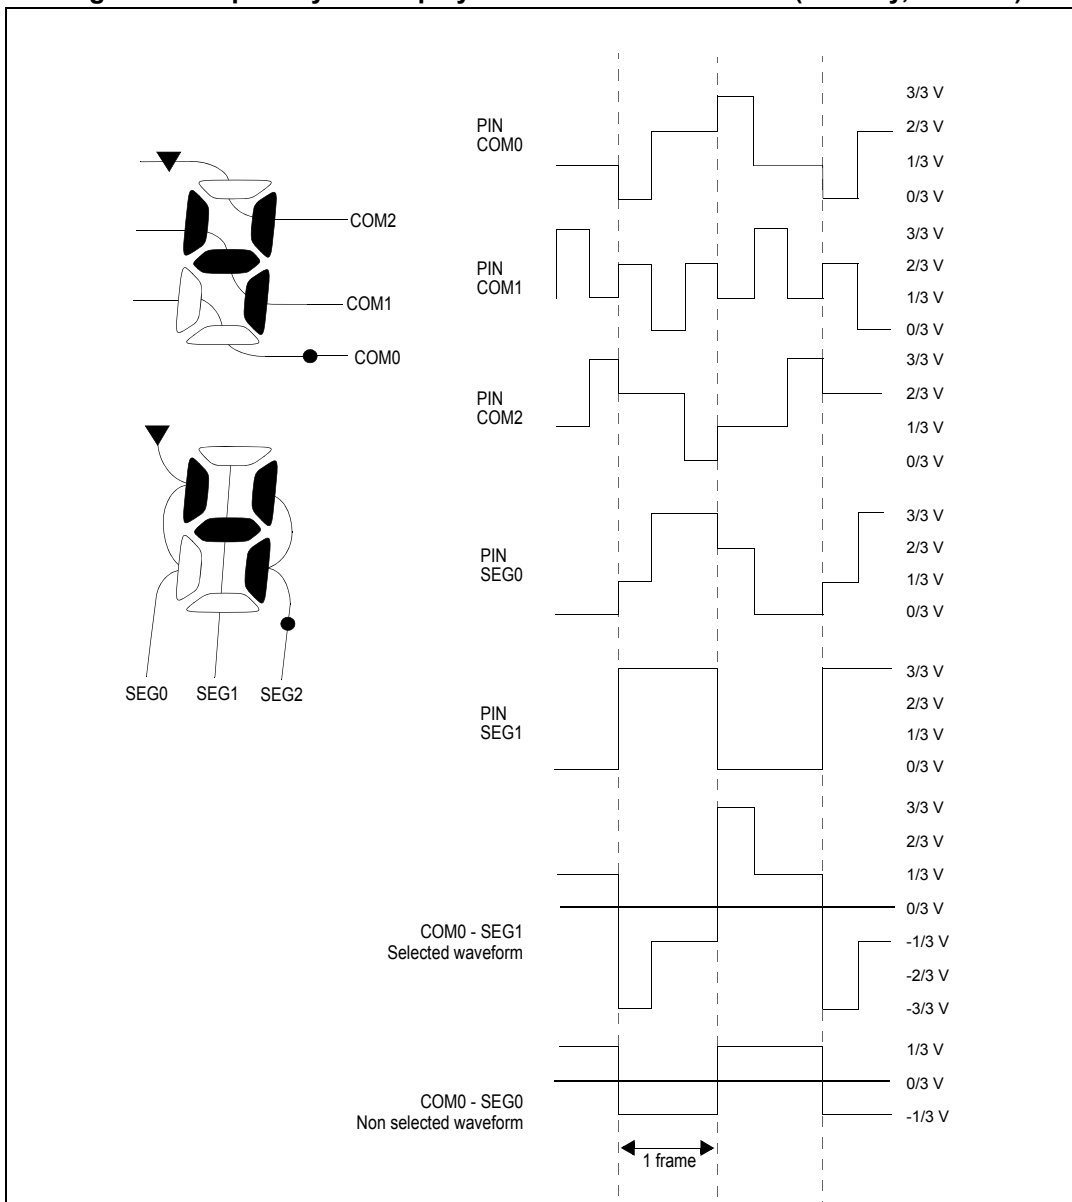 COM2
COM1
COM0
SEG0 SEG1 SEG2
PIN
COM0
3/3 V
2/3 V
1/3 V
0/3 V
PIN
COM1
3/3 V
2/3 V
1/3 V
0/3 V
PIN
COM2
3/3 V
2/3 V
1/3 V
0/3 V
PIN
SEG0
3/3 V
2/3 V
1/3 V
0/3 V
PIN
SEG1
3/3 V
2/3 V
1/3 V
0/3 V
COM0 - SEG1
Selected waveform
3/3 V
2/3 V
1/3 V
0/3 V
-1/3 V
-2/3 V
-3/3 V
COM0 - SEG0
Non selected waveform
1/3 V
0/3 V
-1/3 V
1 frame